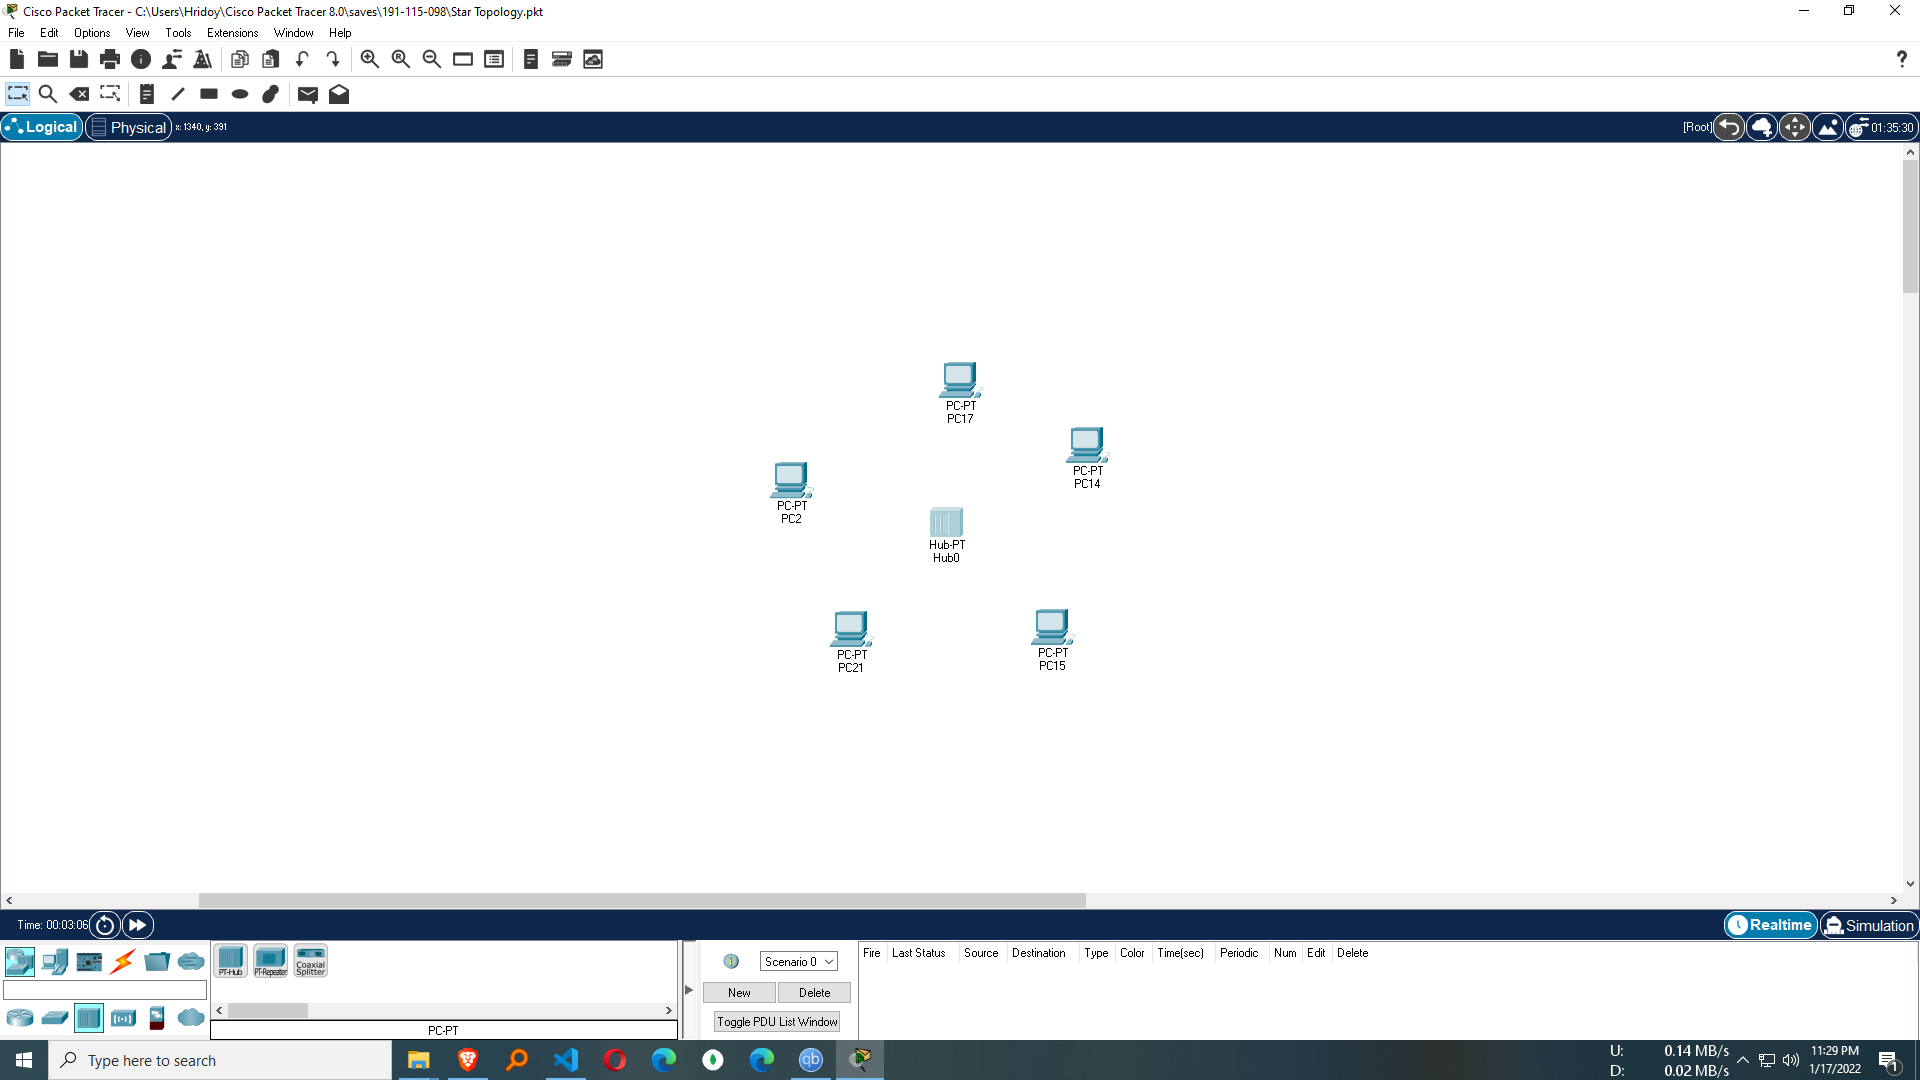 Cisco Packet Tracer - C:\Users\Hridoy\Cisco Packet Tracer 8.0\saves\191-115-098\Star Topology.pkt
File Edit Options View Tools Extensions Window Help
?
Logical Physical x: 1340, y: 391 [Root] 01:35:30
PC-PT
PC17
PC-PT
PC14
PC-PT
PC2
Hub-PT
Hub0
PC-PT
PC21
PC-PT
PC15
Time: 00:03:06 Realtime Simulation
PT-Hub PT-Repeater Coaxial Splitter
PC-PT
Scenario 0
New Delete
Toggle PDU List Window
Fire Last Status Source Destination Type Color Time(sec) Periodic Num Edit Delete
Type here to search
qb
U: 0.14 MB/s
D: 0.02 MB/s
11:29 PM
1/17/2022
1